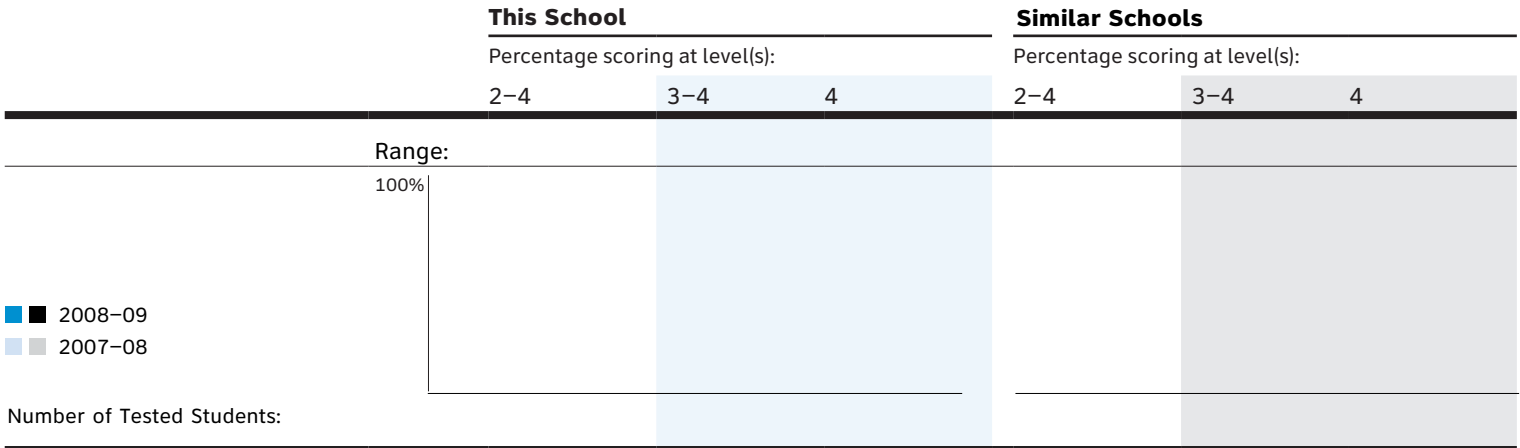 This School Similar Schools
Percentage scoring at level(s): Percentage scoring at level(s):
2–4 3–4 4 2–4 3–4 4
Range:
100%
2008–09
2007–08
Number of Tested Students: